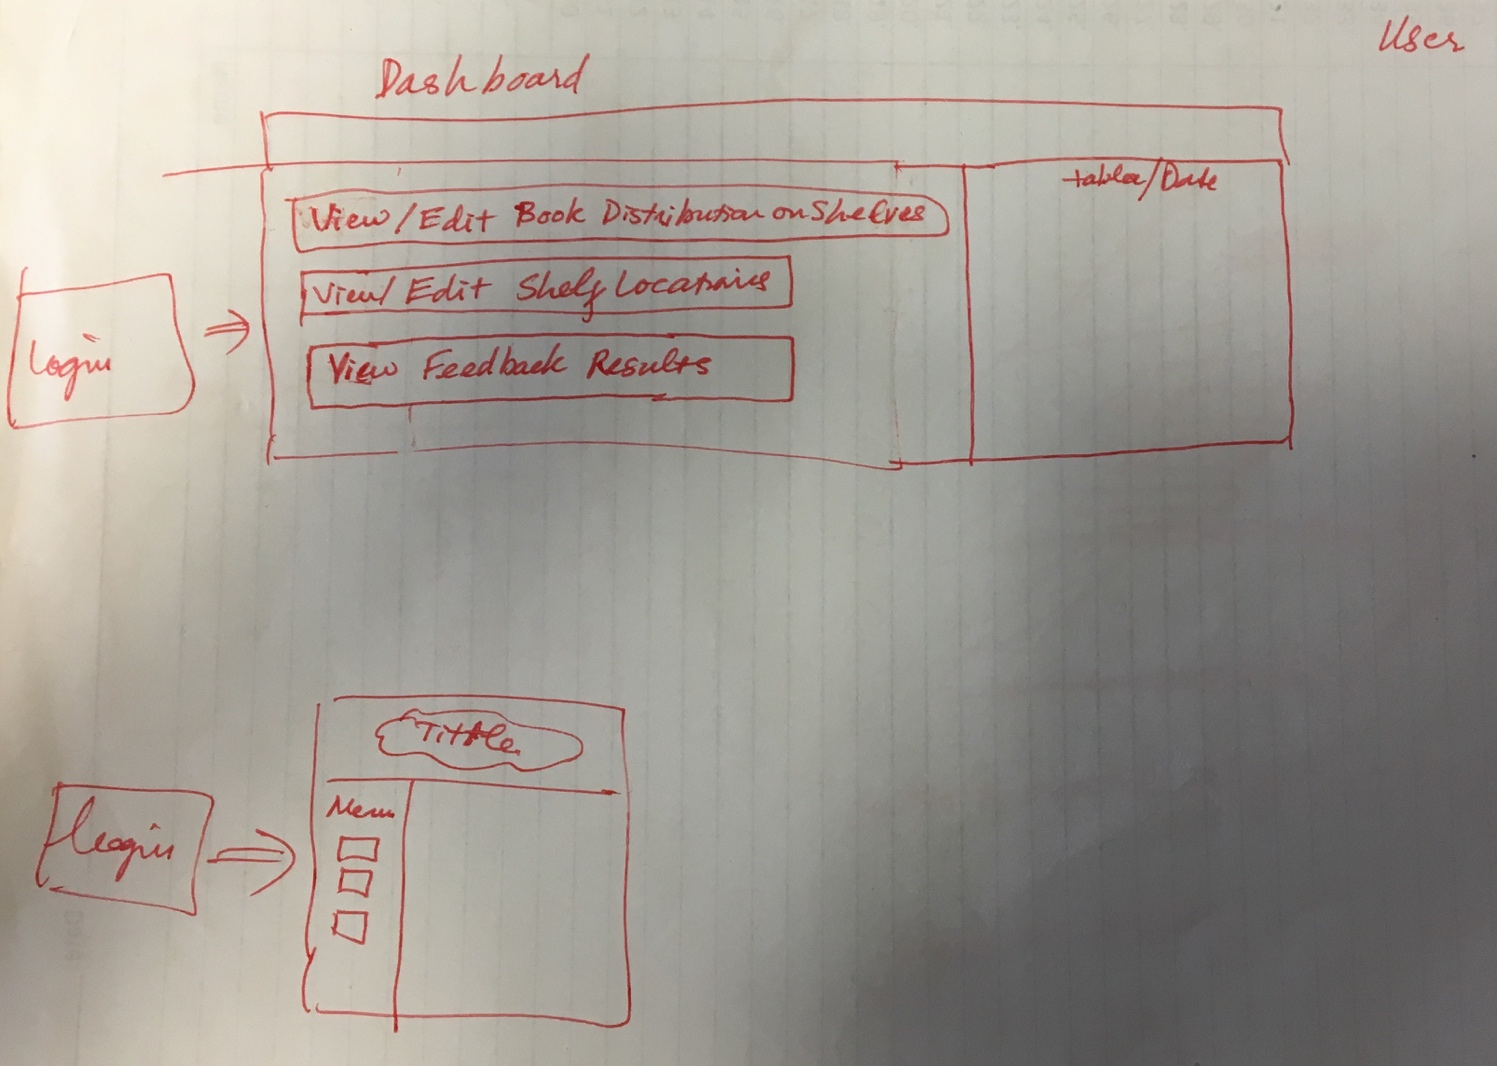 User
Dashboard
table/Date
View/Edit Book Distribution on Shelves
View/Edit Shelf Locations
Login
View Feedback Results
Tittle
Menu
Login